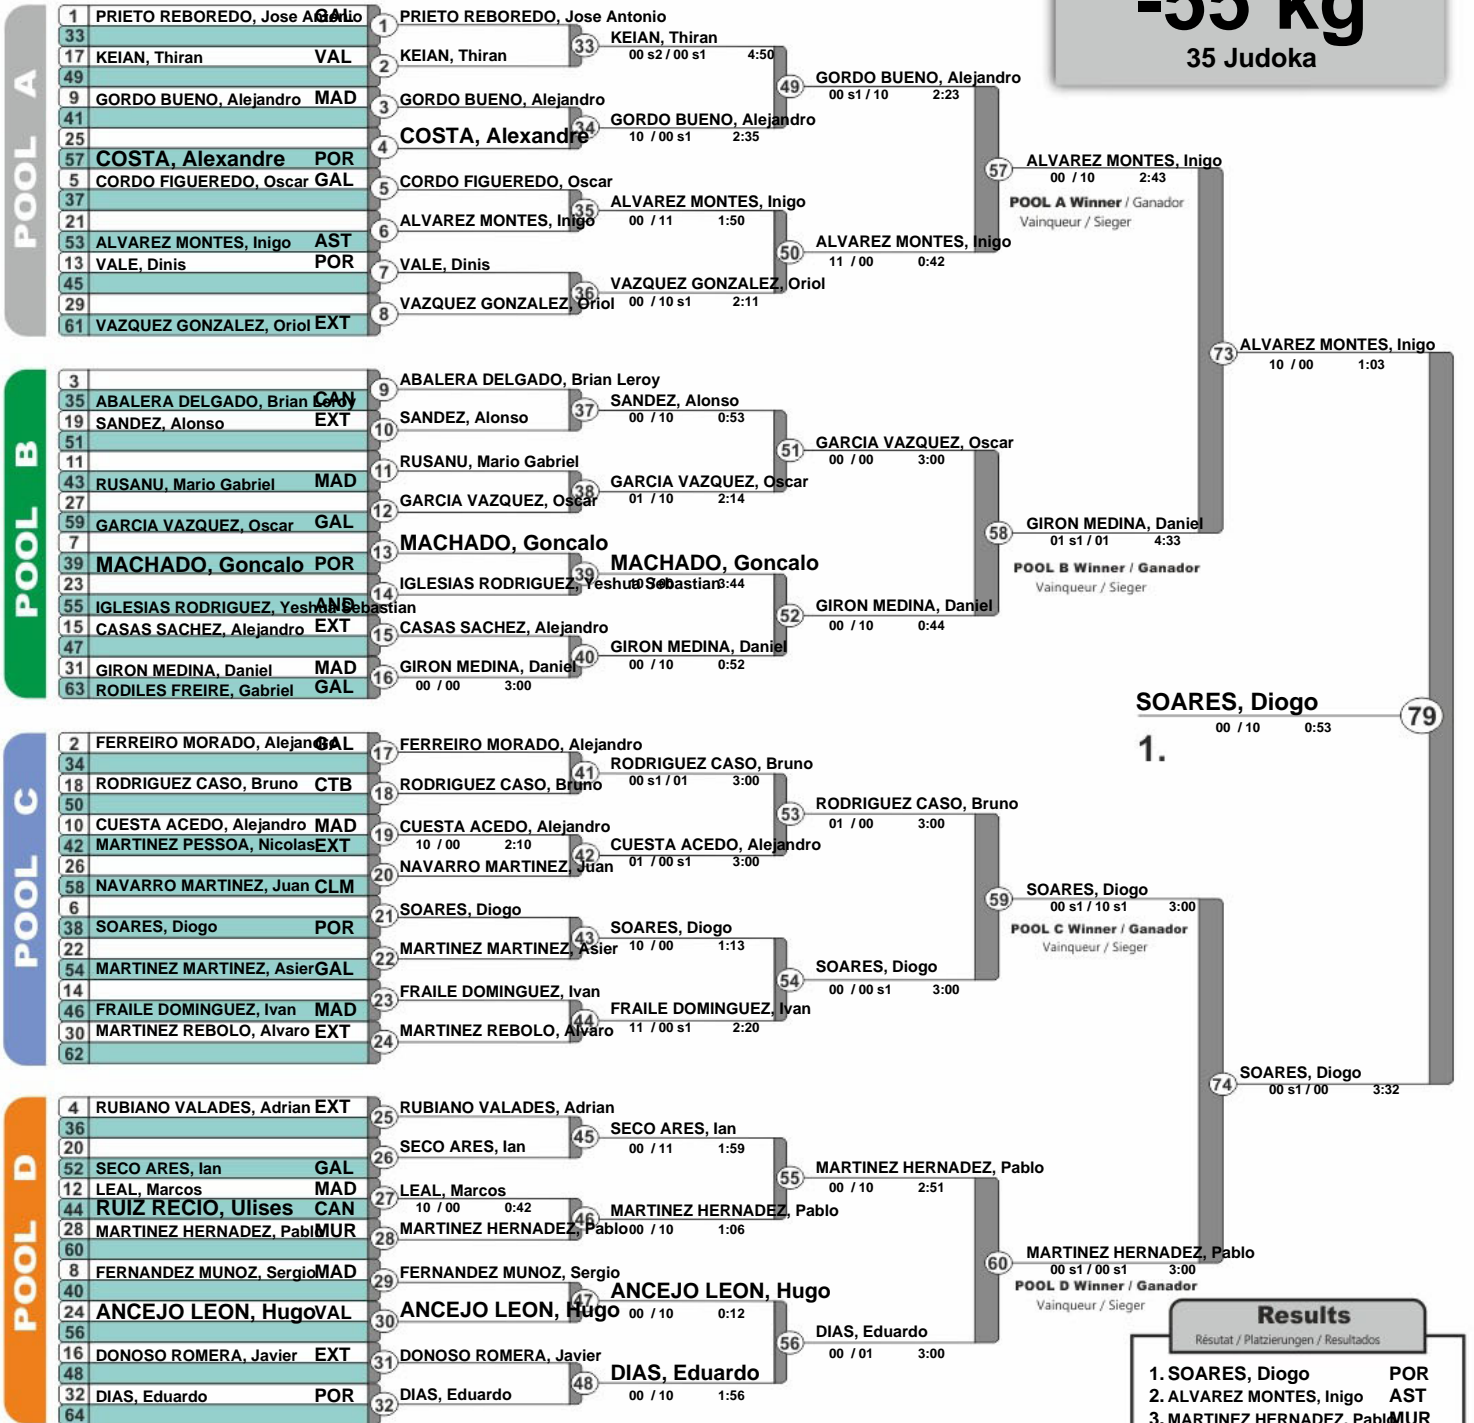 -55 kg
35 Judoka
POOL A
1 PRIETO REBOREDO, Jose Antonio GAL
33
17 KEIAN, Thiran VAL
49
9 GORDO BUENO, Alejandro MAD
41
25
57 COSTA, Alexandre POR
5 CORDO FIGUEREDO, Oscar GAL
37
21
53 ALVAREZ MONTES, Inigo AST
13 VALE, Dinis POR
45
29
61 VAZQUEZ GONZALEZ, Oriol EXT
1 PRIETO REBOREDO, Jose Antonio
2 KEIAN, Thiran
3 GORDO BUENO, Alejandro
4 COSTA, Alexandre
5 CORDO FIGUEREDO, Oscar
6 ALVAREZ MONTES, Inigo
7 VALE, Dinis
8 VAZQUEZ GONZALEZ, Oriol
33 KEIAN, Thiran
00 s2 / 00 s1 4:50
34 GORDO BUENO, Alejandro
10 / 00 s1 2:35
35 ALVAREZ MONTES, Inigo
00 / 11 1:50
36 VAZQUEZ GONZALEZ, Oriol
00 / 10 s1 2:11
49 GORDO BUENO, Alejandro
00 s1 / 10 2:23
50 ALVAREZ MONTES, Inigo
11 / 00 0:42
57 ALVAREZ MONTES, Inigo
00 / 10 2:43
POOL A Winner / Ganador
Vainqueur / Sieger
POOL B
3
35 ABALERA DELGADO, Brian Leroy CAN
19 SANDEZ, Alonso EXT
51
11
43 RUSANU, Mario Gabriel MAD
27
59 GARCIA VAZQUEZ, Oscar GAL
7
39 MACHADO, Goncalo POR
23
55 IGLESIAS RODRIGUEZ, Yeshua Sebastian AND
15 CASAS SACHEZ, Alejandro EXT
47
31 GIRON MEDINA, Daniel MAD
63 RODILES FREIRE, Gabriel GAL
9 ABALERA DELGADO, Brian Leroy
10 SANDEZ, Alonso
11 RUSANU, Mario Gabriel
12 GARCIA VAZQUEZ, Oscar
13 MACHADO, Goncalo
14 IGLESIAS RODRIGUEZ, Yeshua Sebastian
15 CASAS SACHEZ, Alejandro
16 GIRON MEDINA, Daniel
00 / 00 3:00
37 SANDEZ, Alonso
00 / 10 0:53
38 GARCIA VAZQUEZ, Oscar
01 / 10 2:14
39 MACHADO, Goncalo
10 / 00 3:44
40 GIRON MEDINA, Daniel
00 / 10 0:52
51 GARCIA VAZQUEZ, Oscar
00 / 00 3:00
52 GIRON MEDINA, Daniel
00 / 10 0:44
58 GIRON MEDINA, Daniel
01 s1 / 01 4:33
POOL B Winner / Ganador
Vainqueur / Sieger
73 ALVAREZ MONTES, Inigo
10 / 00 1:03
SOARES, Diogo 79
00 / 10 0:53
1.
POOL C
2 FERREIRO MORADO, Alejandro GAL
34
18 RODRIGUEZ CASO, Bruno CTB
50
10 CUESTA ACEDO, Alejandro MAD
42 MARTINEZ PESSOA, Nicolas EXT
26
58 NAVARRO MARTINEZ, Juan CLM
6
38 SOARES, Diogo POR
22
54 MARTINEZ MARTINEZ, Asier GAL
14
46 FRAILE DOMINGUEZ, Ivan MAD
30 MARTINEZ REBOLO, Alvaro EXT
62
17 FERREIRO MORADO, Alejandro
18 RODRIGUEZ CASO, Bruno
19 CUESTA ACEDO, Alejandro
10 / 00 2:10
20 NAVARRO MARTINEZ, Juan
21 SOARES, Diogo
22 MARTINEZ MARTINEZ, Asier
23 FRAILE DOMINGUEZ, Ivan
24 MARTINEZ REBOLO, Alvaro
41 RODRIGUEZ CASO, Bruno
00 s1 / 01 3:00
42 CUESTA ACEDO, Alejandro
01 / 00 s1 3:00
43 SOARES, Diogo
10 / 00 1:13
44 FRAILE DOMINGUEZ, Ivan
11 / 00 s1 2:20
53 RODRIGUEZ CASO, Bruno
01 / 00 3:00
54 SOARES, Diogo
00 / 00 s1 3:00
59 SOARES, Diogo
00 s1 / 10 s1 3:00
POOL C Winner / Ganador
Vainqueur / Sieger
74 SOARES, Diogo
00 s1 / 00 3:32
POOL D
4 RUBIANO VALADES, Adrian EXT
36
20
52 SECO ARES, Ian GAL
12 LEAL, Marcos MAD
44 RUIZ RECIO, Ulises CAN
28 MARTINEZ HERNADEZ, Pablo MUR
60
8 FERNANDEZ MUNOZ, Sergio MAD
40
24 ANCEJO LEON, Hugo VAL
56
16 DONOSO ROMERA, Javier EXT
48
32 DIAS, Eduardo POR
64
25 RUBIANO VALADES, Adrian
26 SECO ARES, Ian
27 LEAL, Marcos
10 / 00 0:42
28 MARTINEZ HERNADEZ, Pablo
29 FERNANDEZ MUNOZ, Sergio
30 ANCEJO LEON, Hugo
31 DONOSO ROMERA, Javier
32 DIAS, Eduardo
45 SECO ARES, Ian
00 / 11 1:59
46 MARTINEZ HERNADEZ, Pablo
00 / 10 1:06
47 ANCEJO LEON, Hugo
00 / 10 0:12
48 DIAS, Eduardo
00 / 10 1:56
55 MARTINEZ HERNADEZ, Pablo
00 / 10 2:51
56 DIAS, Eduardo
00 / 01 3:00
60 MARTINEZ HERNADEZ, Pablo
00 s1 / 00 s1 3:00
POOL D Winner / Ganador
Vainqueur / Sieger
Results
Résutat / Platzierungen / Resultados
1. SOARES, Diogo POR
2. ALVAREZ MONTES, Inigo AST
3. MARTINEZ HERNADEZ, Pablo MUR